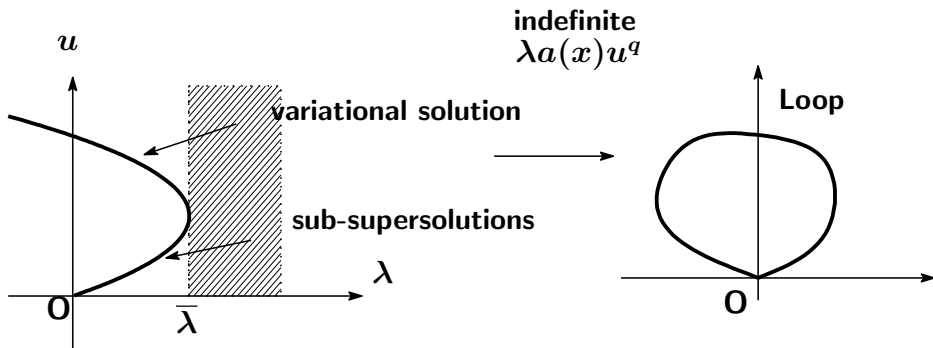 indefinite
λa(x)u^q
u
Loop
variational solution
sub-supersolutions
λ
O
λ̅
O